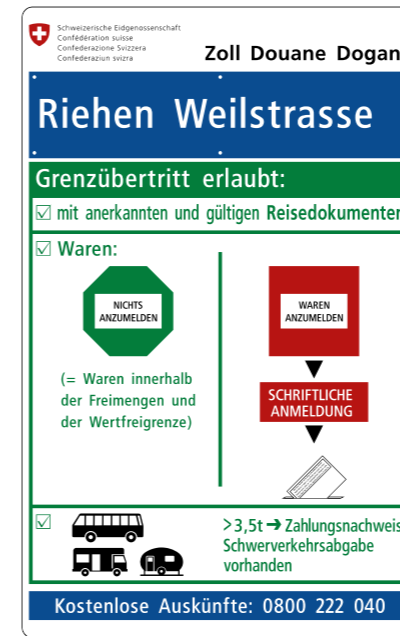 Schweizerische Eidgenossenschaft
Confédération suisse
Confederazione Svizzera
Confederaziun svizra
Zoll Douane Dogan
Riehen Weilstrasse
Grenzübertritt erlaubt:
☑ mit anerkannten und gültigen Reisedokumenten
☑ Waren:
NICHTS
ANZUMELDEN
(= Waren innerhalb
der Freimengen und
der Wertfreigrenze)
WAREN
ANZUMELDEN
SCHRIFTLICHE
ANMELDUNG
☑
>3,5t ➔ Zahlungsnachweis
Schwerverkehrsabgabe
vorhanden
Kostenlose Auskünfte: 0800 222 040